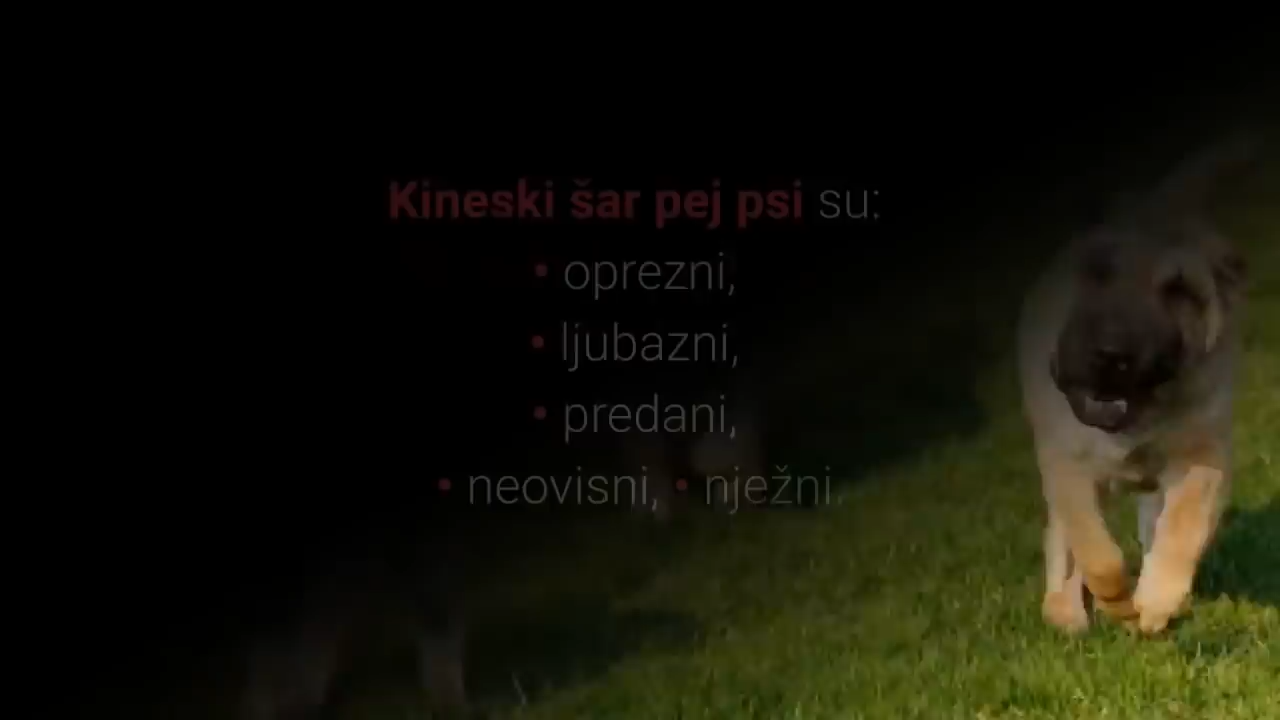 Kineski šar pej psi su:
• oprezni,
• ljubazni,
• predani,
• neovisni, • nježni.